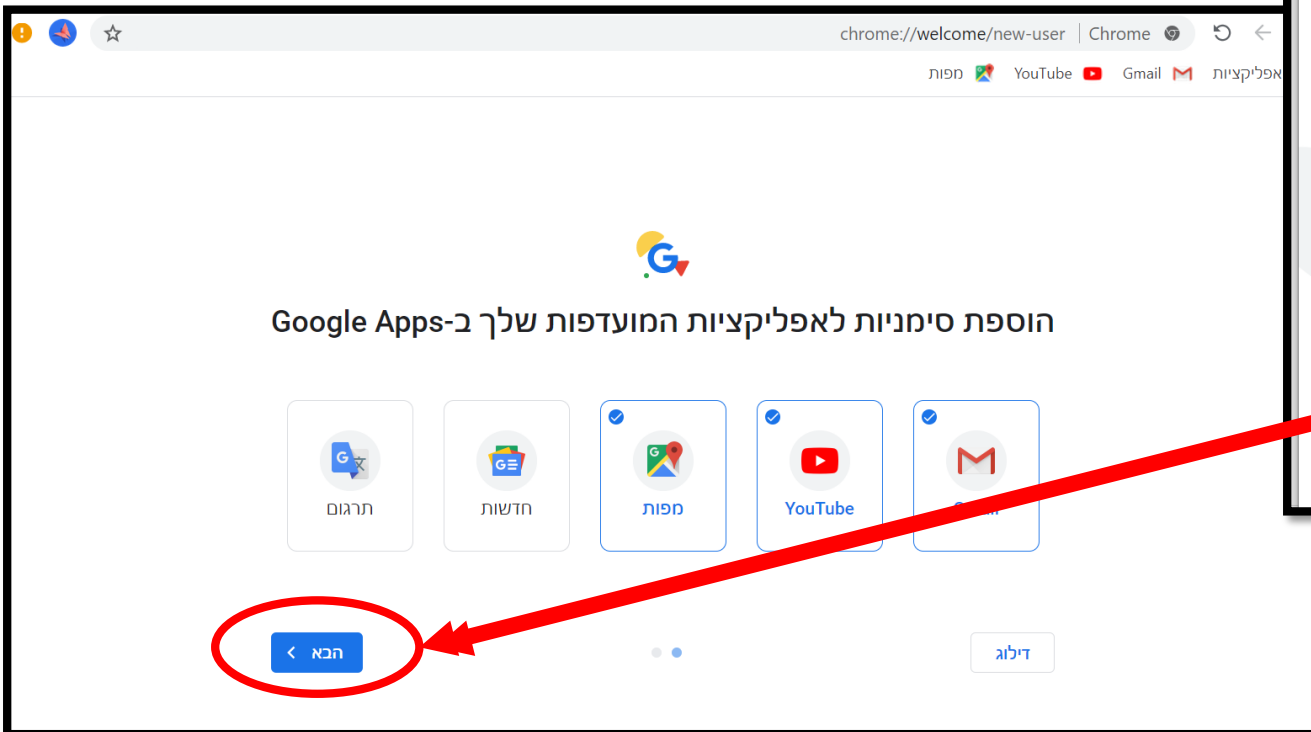 chrome://welcome/new-user | Chrome
אפליקציות Gmail YouTube מפות
הוספת סימניות לאפליקציות המועדפות שלך ב-Google Apps
YouTube מפות חדשות תרגום
דילוג הבא